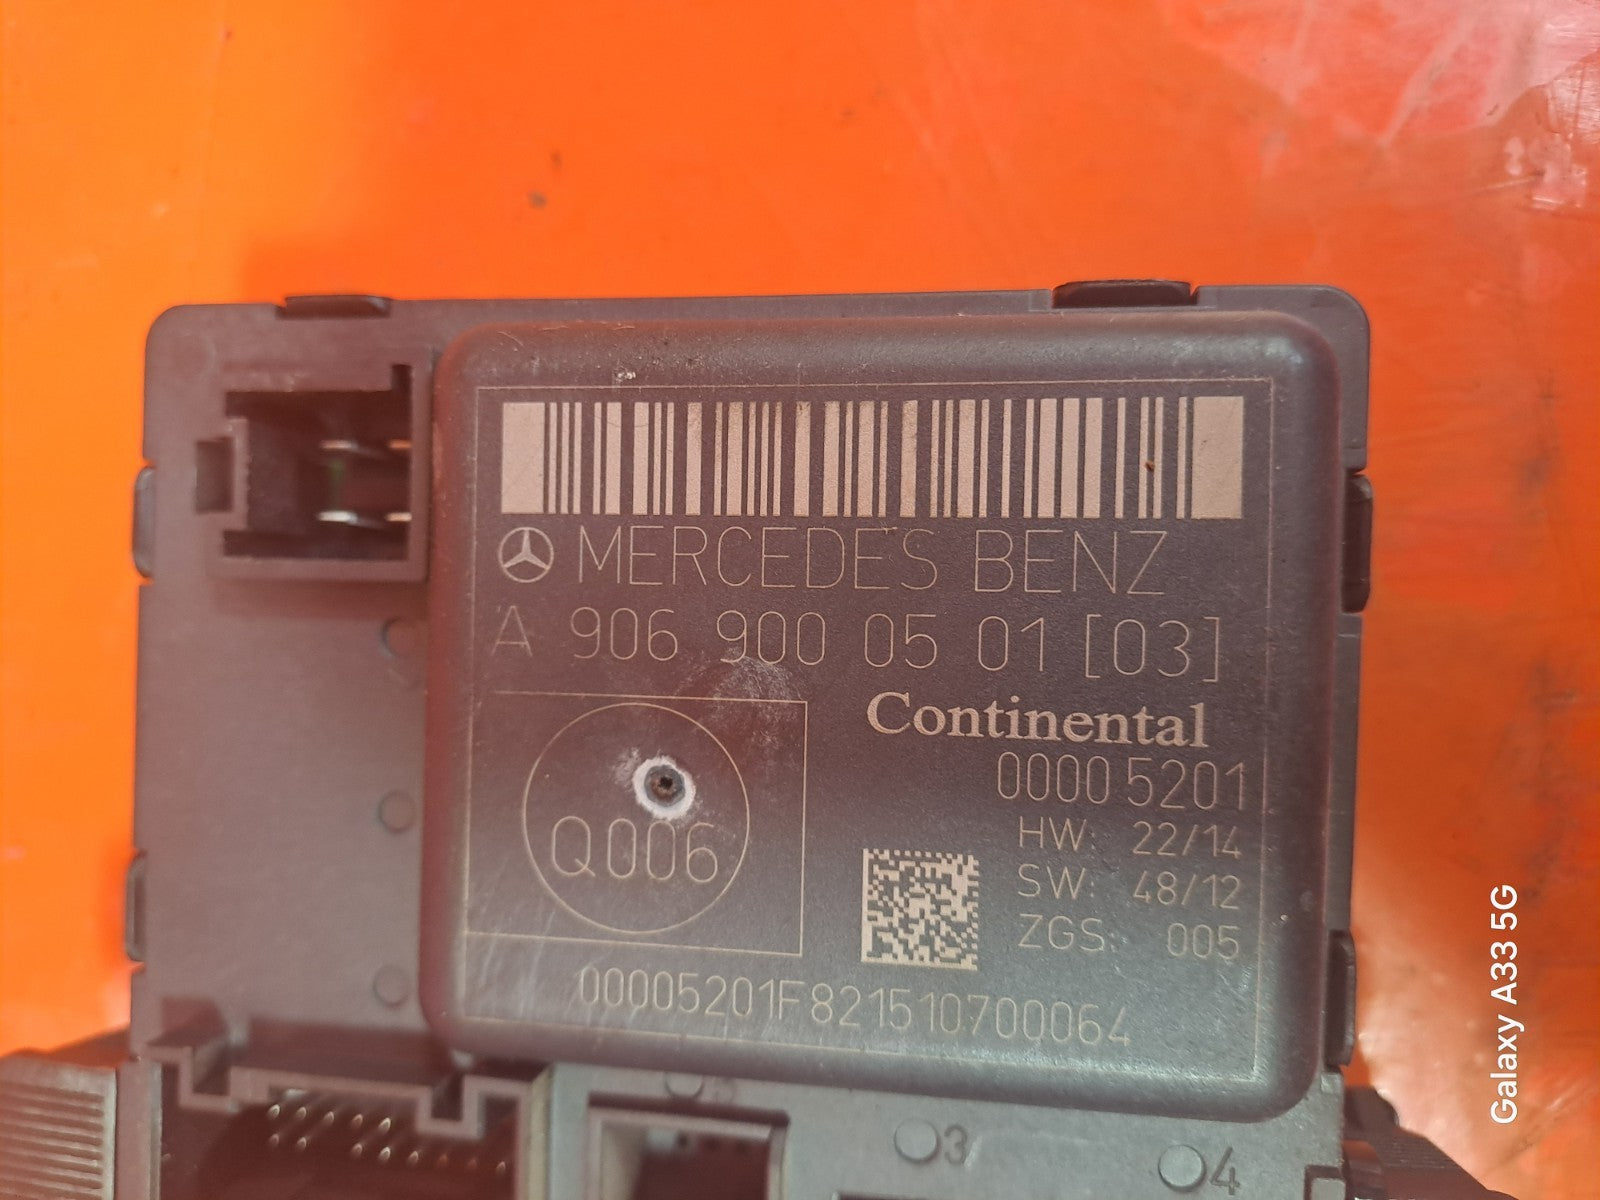 MERCEDES BENZ
A 906 900 05 01 [03]
Continental
00005201
HW: 22/14
SW: 48/12
ZGS: 005
Q006
00005201F821510700064
3
4
Galaxy A33 5G